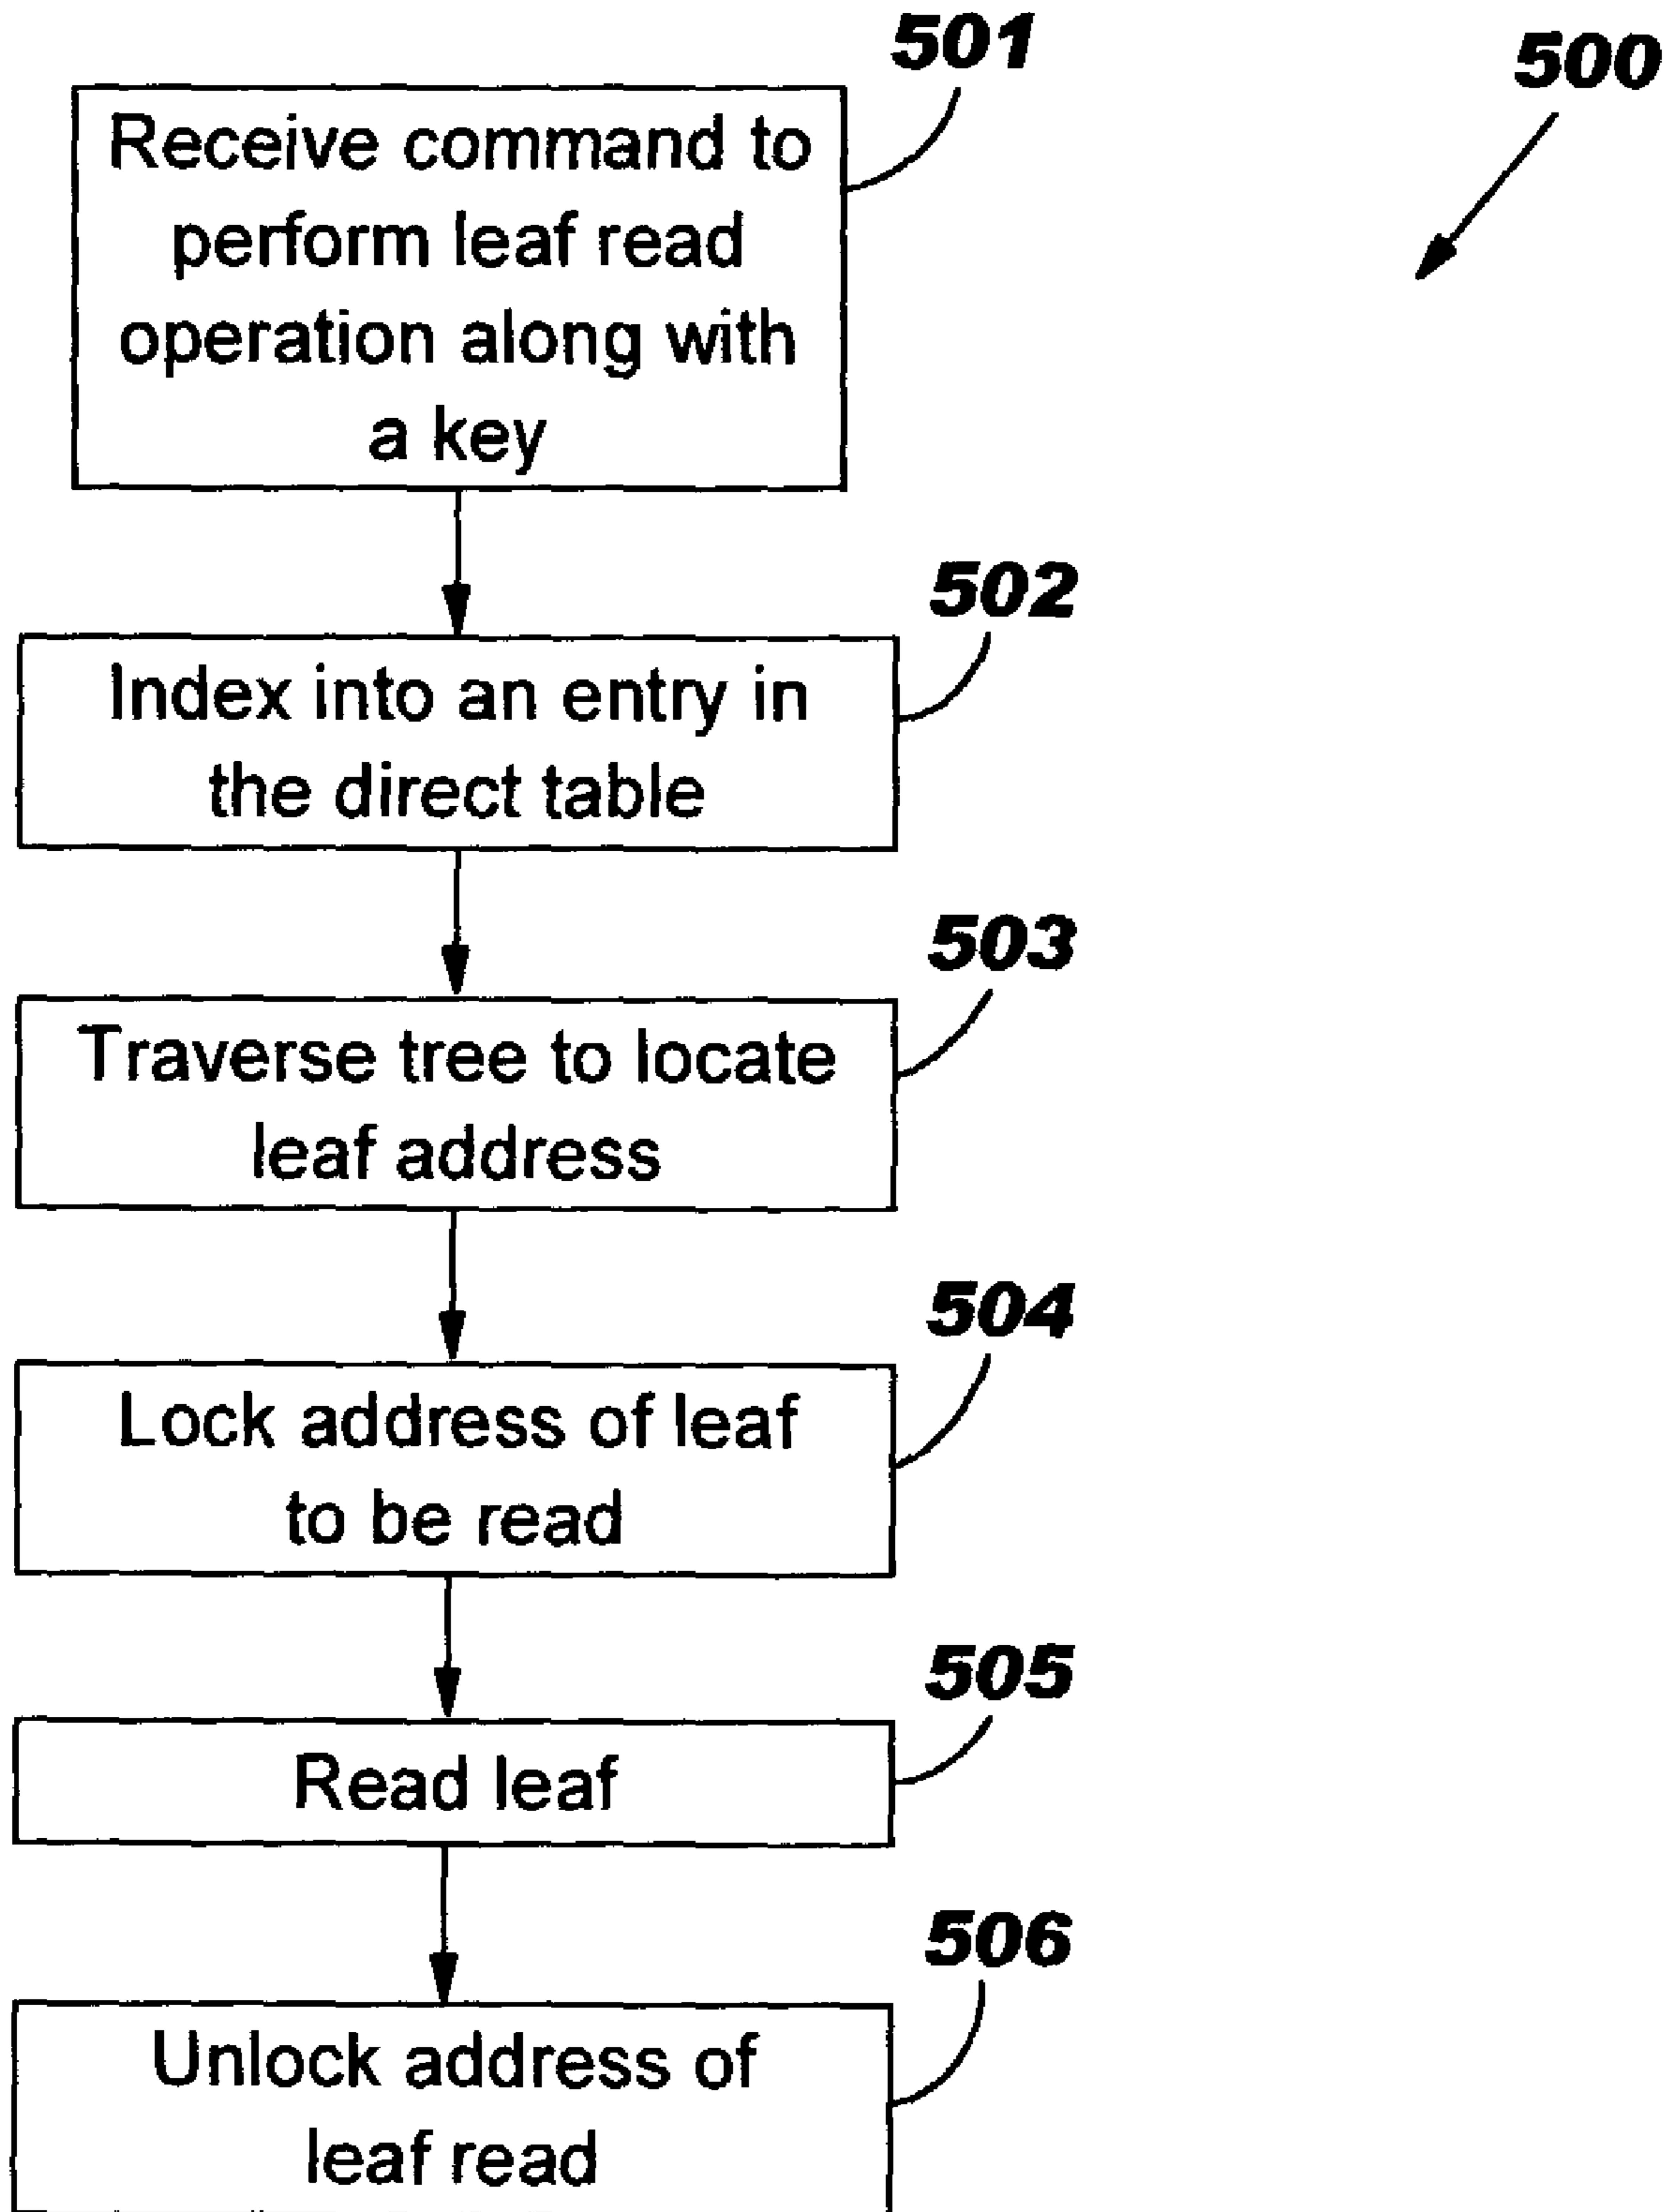 501
500
Receive command to
perform leaf read
operation along with
a key
502
Index into an entry in
the direct table
503
Traverse tree to locate
leaf address
504
Lock address of leaf
to be read
505
Read leaf
506
Unlock address of
leaf read